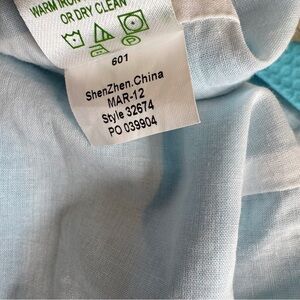 WARM IRON
OR DRY CLEAN
601
ShenZhen.China
MAR-12
Style 32674
PO 039904